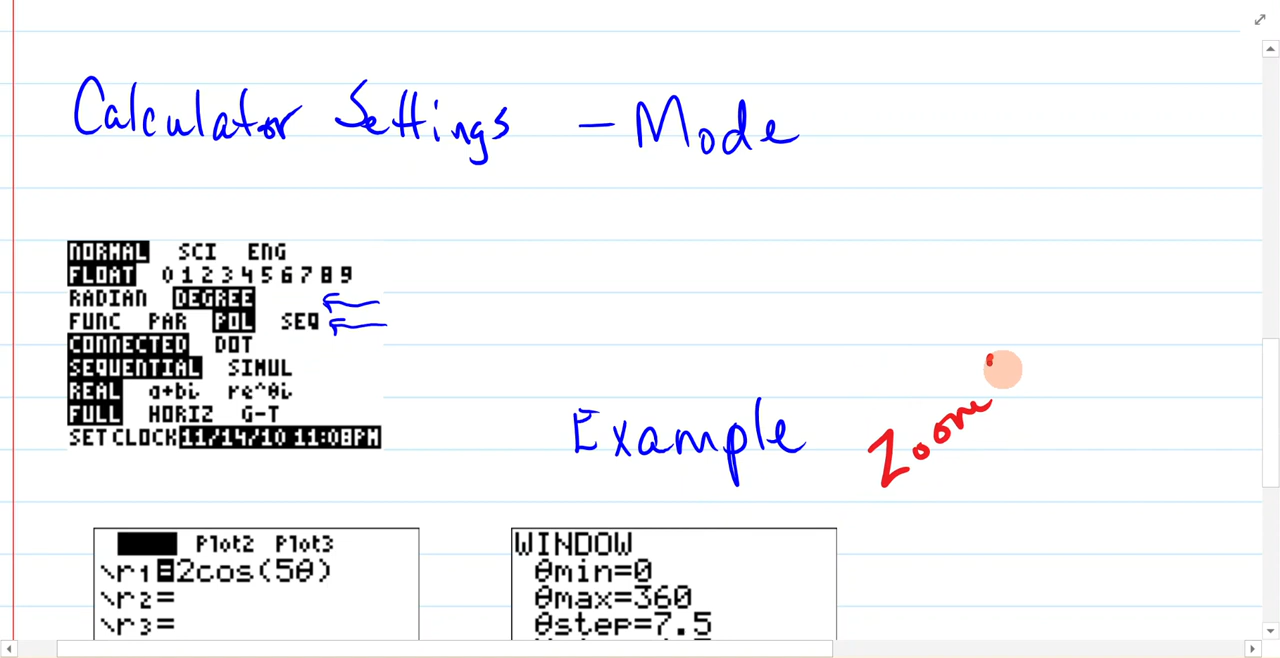 Calculator Settings - Mode
NORMAL SCI ENG
FLOAT 0 1 2 3 4 5 6 7 8 9
RADIAN DEGREE
FUNC PAR POL SEQ
CONNECTED DOT
SEQUENTIAL SIMUL
REAL a+bi re^θi
FULL HORIZ G-T
SET CLOCK 11/14/10 11:08PM
Example Zoom
Plot2 Plot3
\r1=2cos(5θ)
\r2=
\r3=
WINDOW
θmin=0
θmax=360
θstep=7.5